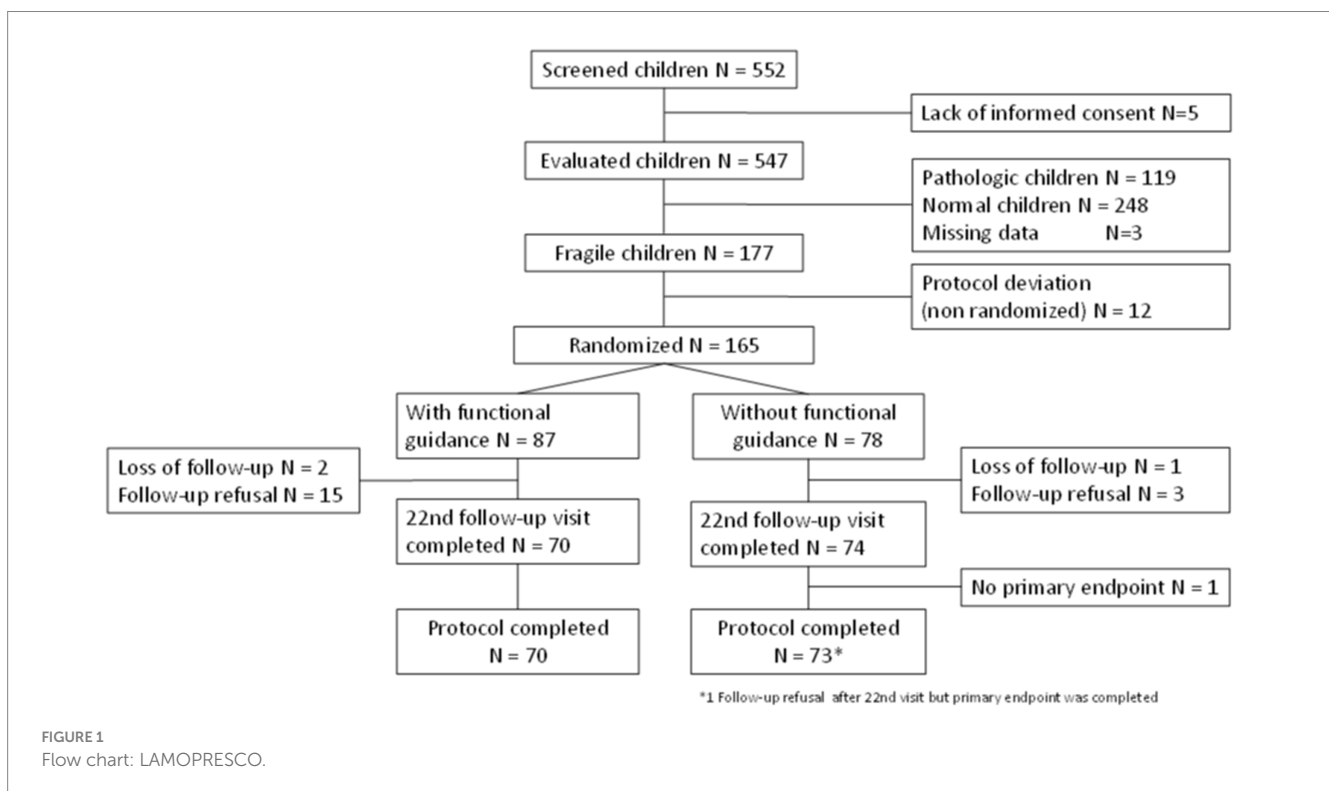 Screened children N = 552
Lack of informed consent N=5
Evaluated children N = 547
Pathologic children N = 119
Normal children N = 248
Missing data N=3
Fragile children N = 177
Protocol deviation
(non randomized) N = 12
Randomized N = 165
With functional
guidance N = 87
Without functional
guidance N = 78
Loss of follow-up N = 2
Follow-up refusal N = 15
Loss of follow-up N = 1
Follow-up refusal N = 3
22nd follow-up visit
completed N = 70
22nd follow-up visit
completed N = 74
No primary endpoint N = 1
Protocol completed
N = 70
Protocol completed
N = 73*
*1 Follow-up refusal after 22nd visit but primary endpoint was completed
FIGURE 1
Flow chart: LAMOPRESCO.